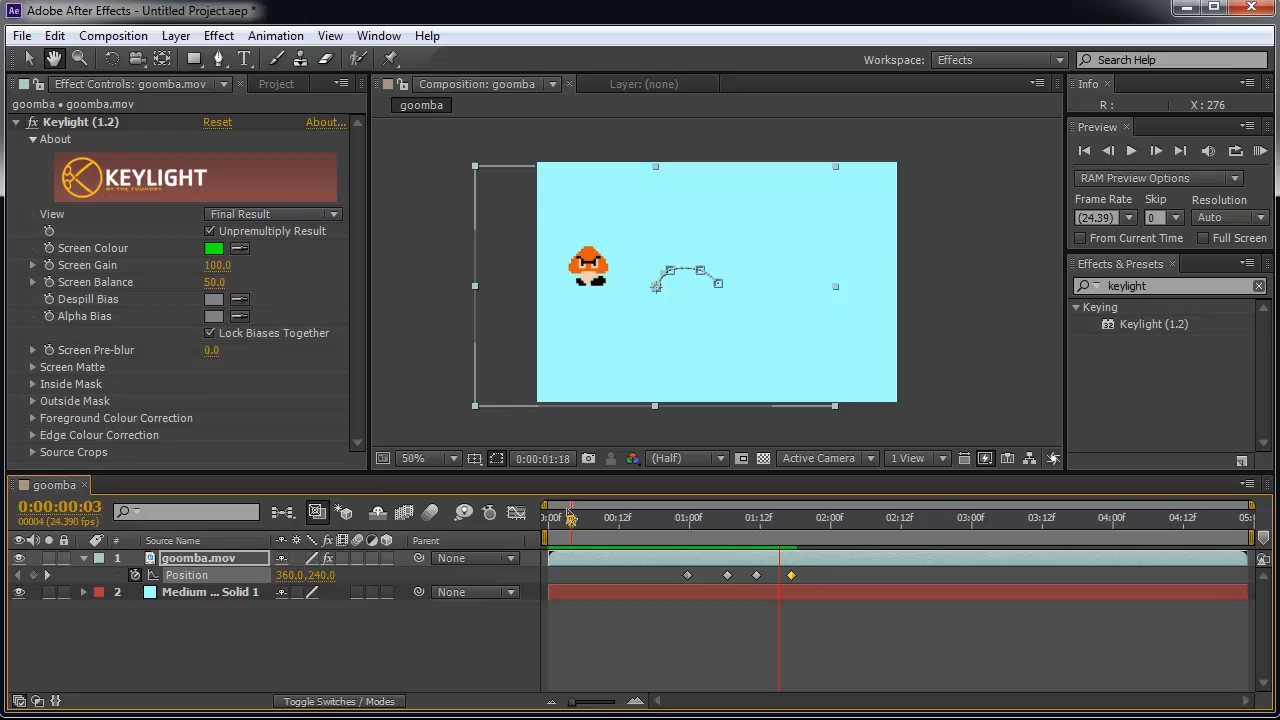 Ae Adobe After Effects - Untitled Project.aep *
File Edit Composition Layer Effect Animation View Window Help
T Workspace: Effects Search Help
Effect Controls: goomba.mov Project
Composition: goomba Layer: (none)
Info
goomba • goomba.mov
goomba
R : X : 276
fx Keylight (1.2) Reset About...
About
KEYLIGHT
BY THE FOUNDRY
View Final Result
Unpremultiply Result
Screen Colour
Screen Gain 100.0
Screen Balance 50.0
Despill Bias
Alpha Bias
Lock Biases Together
Screen Pre-blur 0.0
Screen Matte
Inside Mask
Outside Mask
Foreground Colour Correction
Edge Colour Correction
Source Crops
50% 0:00:01:18 (Half) Active Camera 1 View
Preview
RAM Preview Options
Frame Rate Skip Resolution
(24.39) 0 Auto
From Current Time Full Screen
Effects & Presets
keylight
Keying
Keylight (1.2)
goomba
0:00:00:03
00004 (24.390 fps)
0:00f 00:12f 01:00f 01:12f 02:00f 02:12f 03:00f 03:12f 04:00f 04:12f 05:
# Source Name fx Parent
1 goomba.mov fx None
Position 360.0,240.0
2 Medium ... Solid 1 None
Toggle Switches / Modes